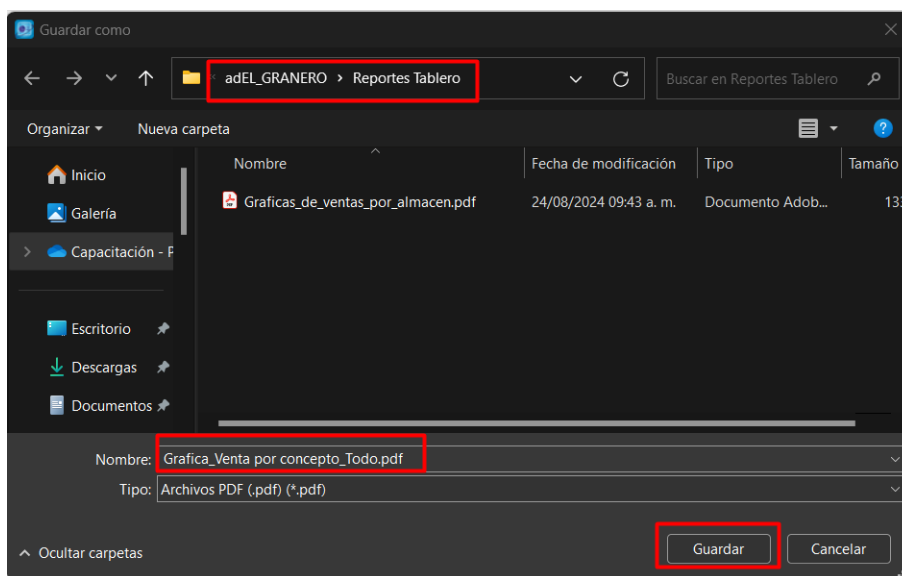 Guardar como
adEL_GRANERO > Reportes Tablero
Buscar en Reportes Tablero
Organizar
Nueva carpeta
Nombre
Fecha de modificación
Tipo
Tamaño
Inicio
Galería
Capacitación - P
Graficas_de_ventas_por_almacen.pdf
24/08/2024 09:43 a. m.
Documento Adob...
133
Escritorio
Descargas
Documentos
Nombre: Grafica_Venta por concepto_Todo.pdf
Tipo: Archivos PDF (.pdf) (*.pdf)
Ocultar carpetas
Guardar
Cancelar